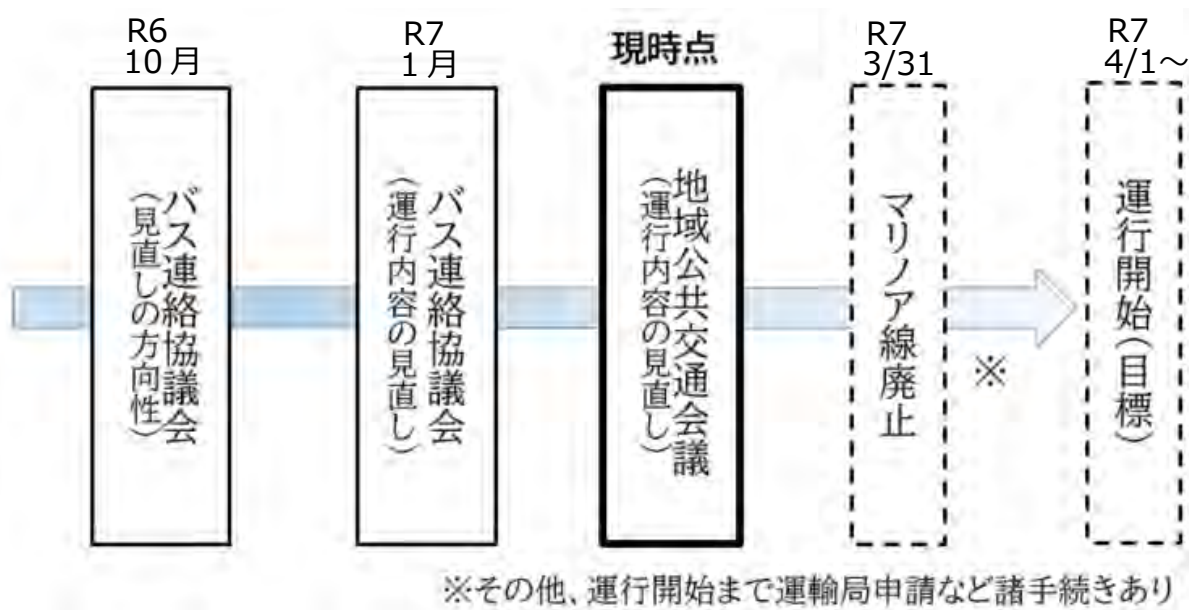 R6
10月
R7
1月
現時点
R7
3/31
R7
4/1～
バス連絡協議会
（見直しの方向性）
バス連絡協議会
（運行内容の見直し）
地域公共交通会議
（運行内容の見直し）
マリノア線廃止
※
運行開始（目標）
※その他、運行開始まで運輸局申請など諸手続きあり